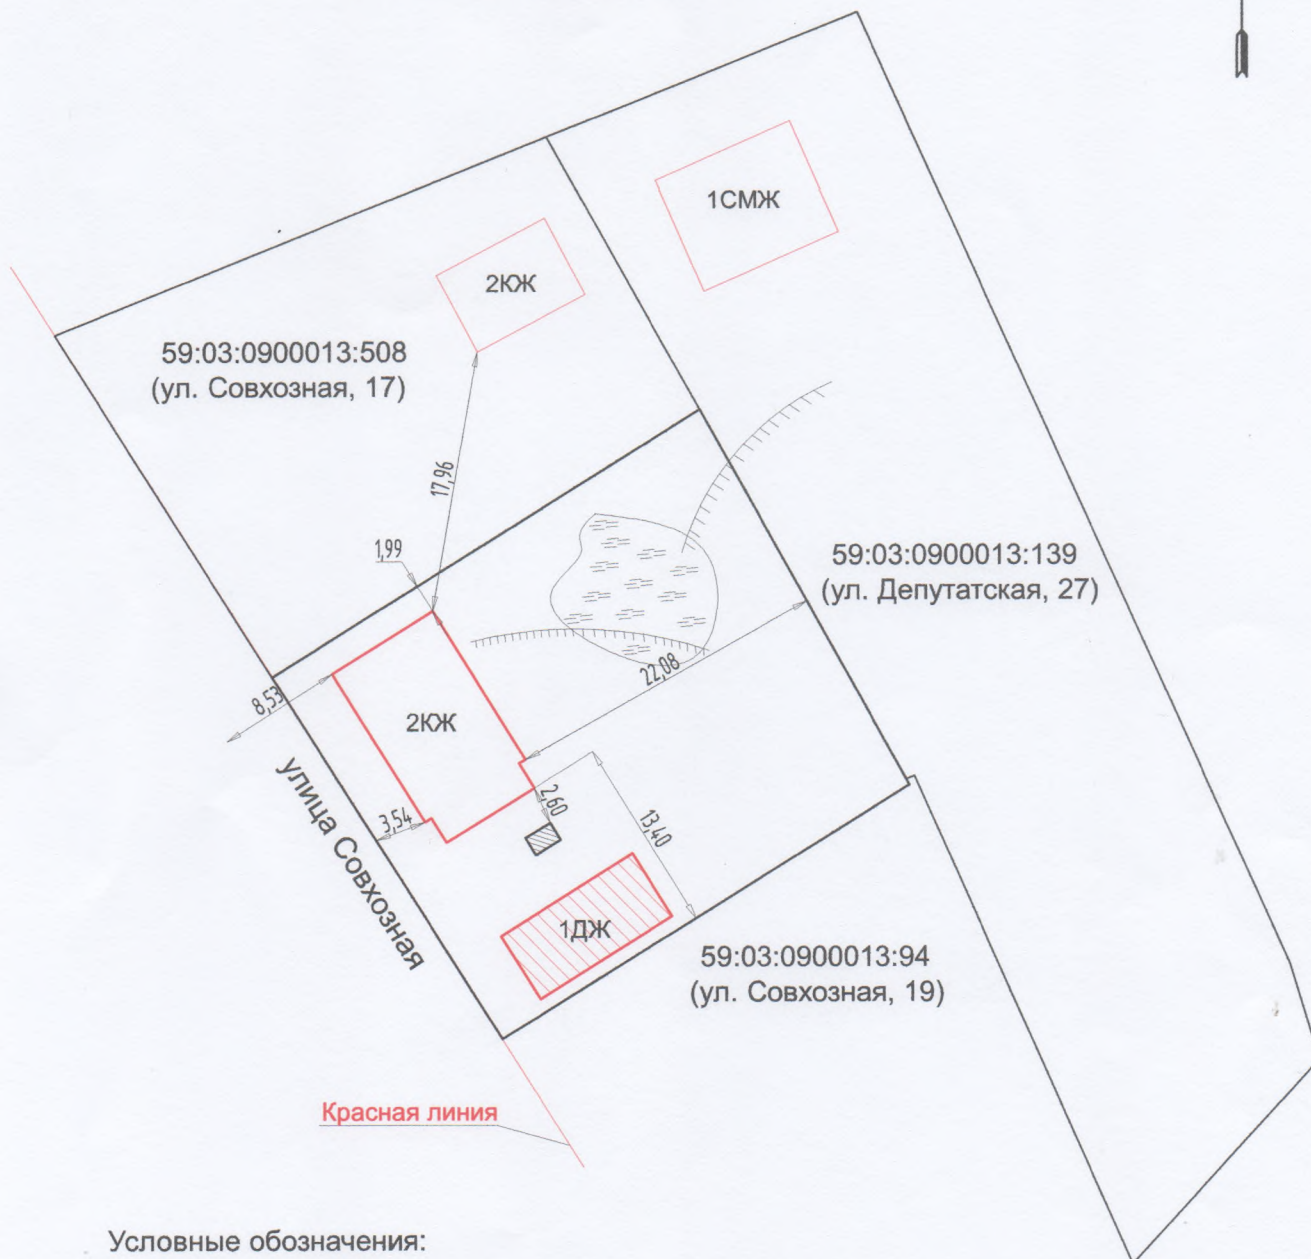 1СМЖ
2КЖ
59:03:0900013:508
(ул. Совхозная, 17)
17,96
1,99
59:03:0900013:139
(ул. Депутатская, 27)
22,08
8,53
2КЖ
улица Совхозная
3,54
2,60
13,40
1ДЖ
59:03:0900013:94
(ул. Совхозная, 19)
Красная линия
Условные обозначения: